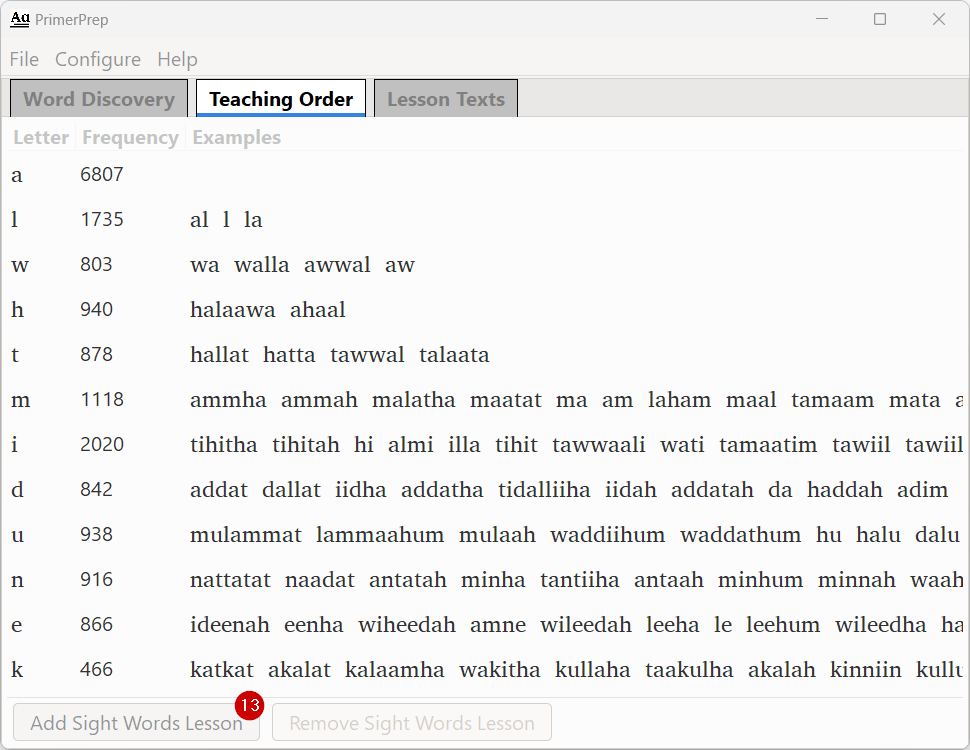 Aa PrimerPrep
File Configure Help
Word Discovery Teaching Order Lesson Texts
Letter Frequency Examples
a 6807
l 1735 al l la
w 803 wa walla awwal aw
h 940 halaawa ahaal
t 878 hallat hatta tawwal talaata
m 1118 ammha ammah malatha maatat ma am laham maal tamaam mata a
i 2020 tihitha tihitah hi almi illa tihit tawwaali wati tamaatim tawiil tawiil
d 842 addat dallat iidha addatha tidalliiha iidah addatah da haddah adim
u 938 mulammat lammaahum mulaah waddiihum waddathum hu halu dalu
n 916 nattatat naadat antatah minha tantiiha antaah minhum minnah waah
e 866 ideenah eenha wiheedah amne wileedah leeha le leehum wileedha ha
k 466 katkat akalat kalaamha wakitha kullaha taakulha akalah kinniin kullu
13
Add Sight Words Lesson Remove Sight Words Lesson